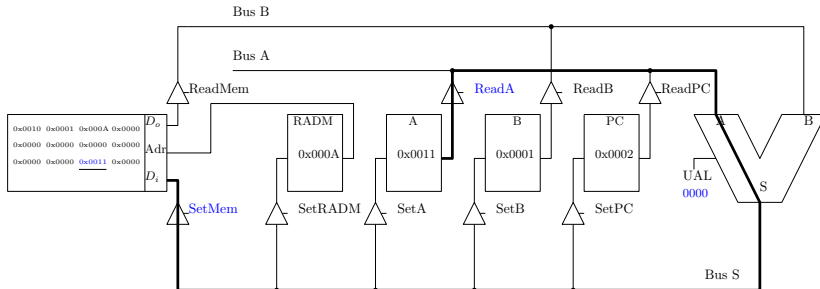 Bus B
Bus A
ReadMem
ReadA
ReadB
ReadPC
0x0010 0x0001 0x000A 0x0000
0x0000 0x0000 0x0000 0x0000
0x0000 0x0000 0x0011 0x0000
Do
Adr
Di
RADM
0x000A
A
0x0011
B
0x0001
PC
0x0002
A
B
UAL
0000
S
SetMem
SetRADM
SetA
SetB
SetPC
Bus S